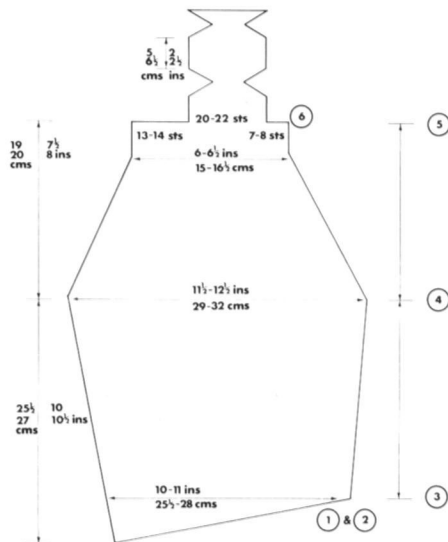 5 2
6½ 2½
cms ins
20-22 sts
6
5
13-14 sts 7-8 sts
19 7½
20 8 ins
cms
6-6½ ins
15-16½ cms
11½-12½ ins
29-32 cms
4
25½ 10
27 10½ ins
cms
10-11 ins
25½-28 cms
3
1 & 2